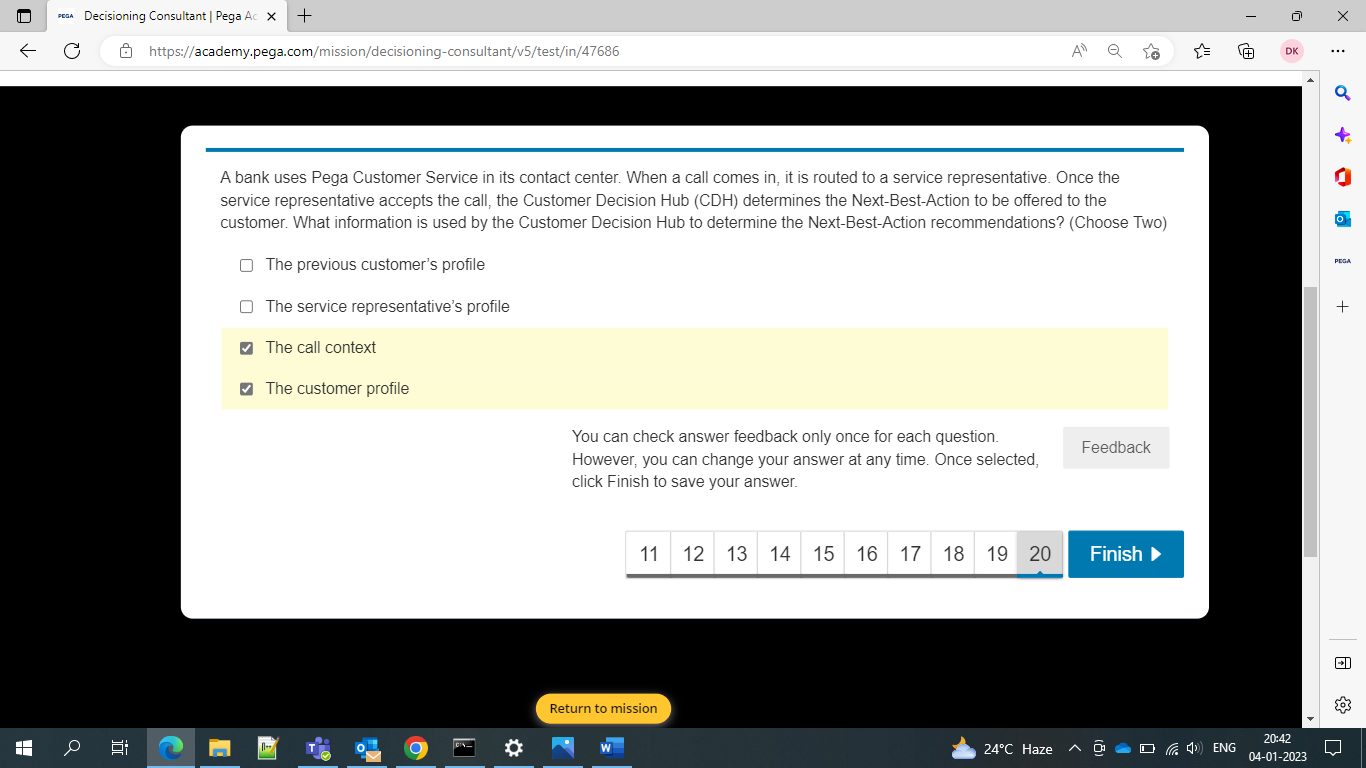 PEGA Decisioning Consultant | Pega Ac
https://academy.pega.com/mission/decisioning-consultant/v5/test/in/47686
DK
A bank uses Pega Customer Service in its contact center. When a call comes in, it is routed to a service representative. Once the
service representative accepts the call, the Customer Decision Hub (CDH) determines the Next-Best-Action to be offered to the
customer. What information is used by the Customer Decision Hub to determine the Next-Best-Action recommendations? (Choose Two)
The previous customer's profile
The service representative's profile
The call context
The customer profile
You can check answer feedback only once for each question.
However, you can change your answer at any time. Once selected,
click Finish to save your answer.
Feedback
11 12 13 14 15 16 17 18 19 20 Finish
Return to mission
PEGA
24°C Haze
ENG
20:42
04-01-2023